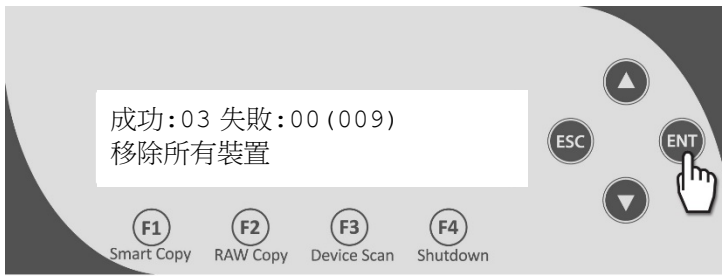 成功:03 失敗:00(009)
移除所有裝置
ESC
ENT
F1
F2
F3
F4
Smart Copy
RAW Copy
Device Scan
Shutdown